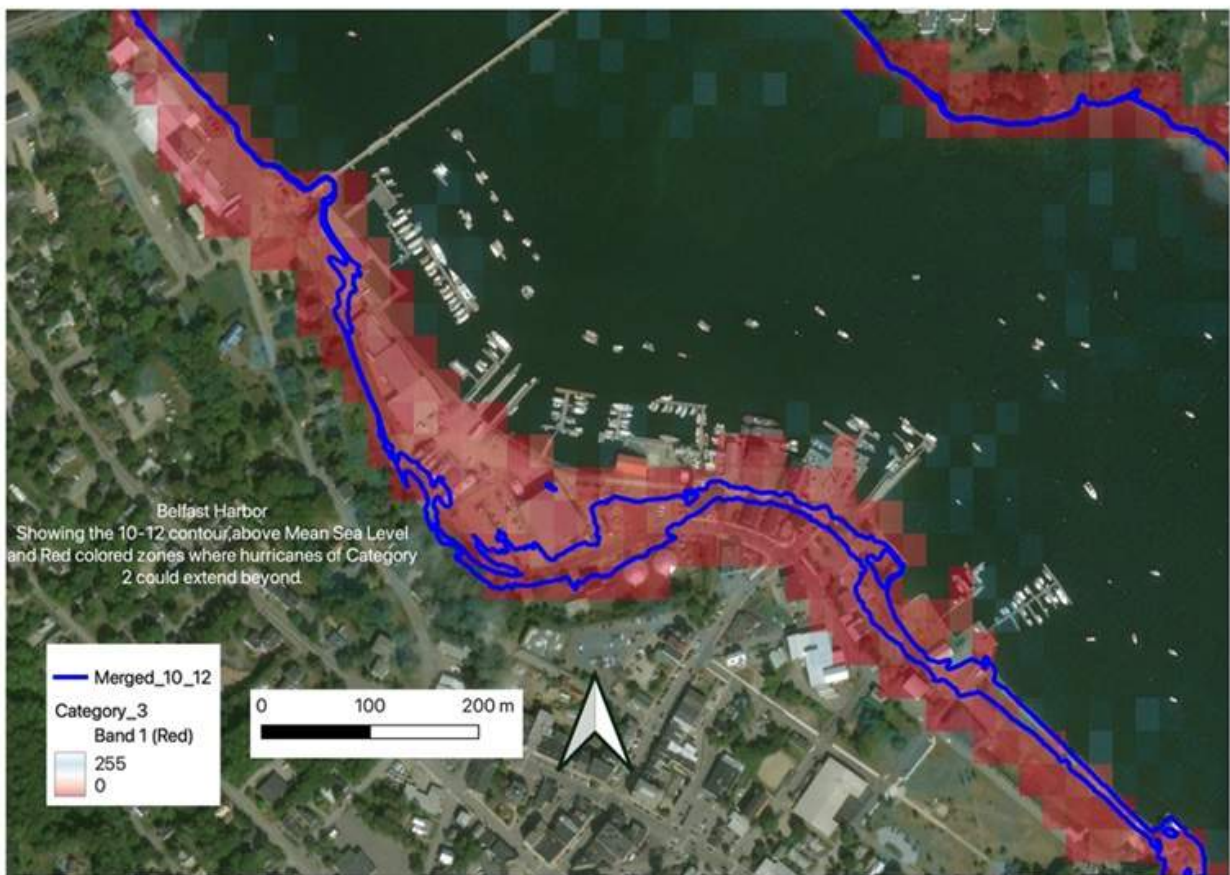 Belfast Harbor
Showing the 10-12 contour,above Mean Sea Level
and Red colored zones where hurricanes of Category
2 could extend beyond.
Merged_10_12
Category_3
Band 1 (Red)
255
0
0 100 200 m